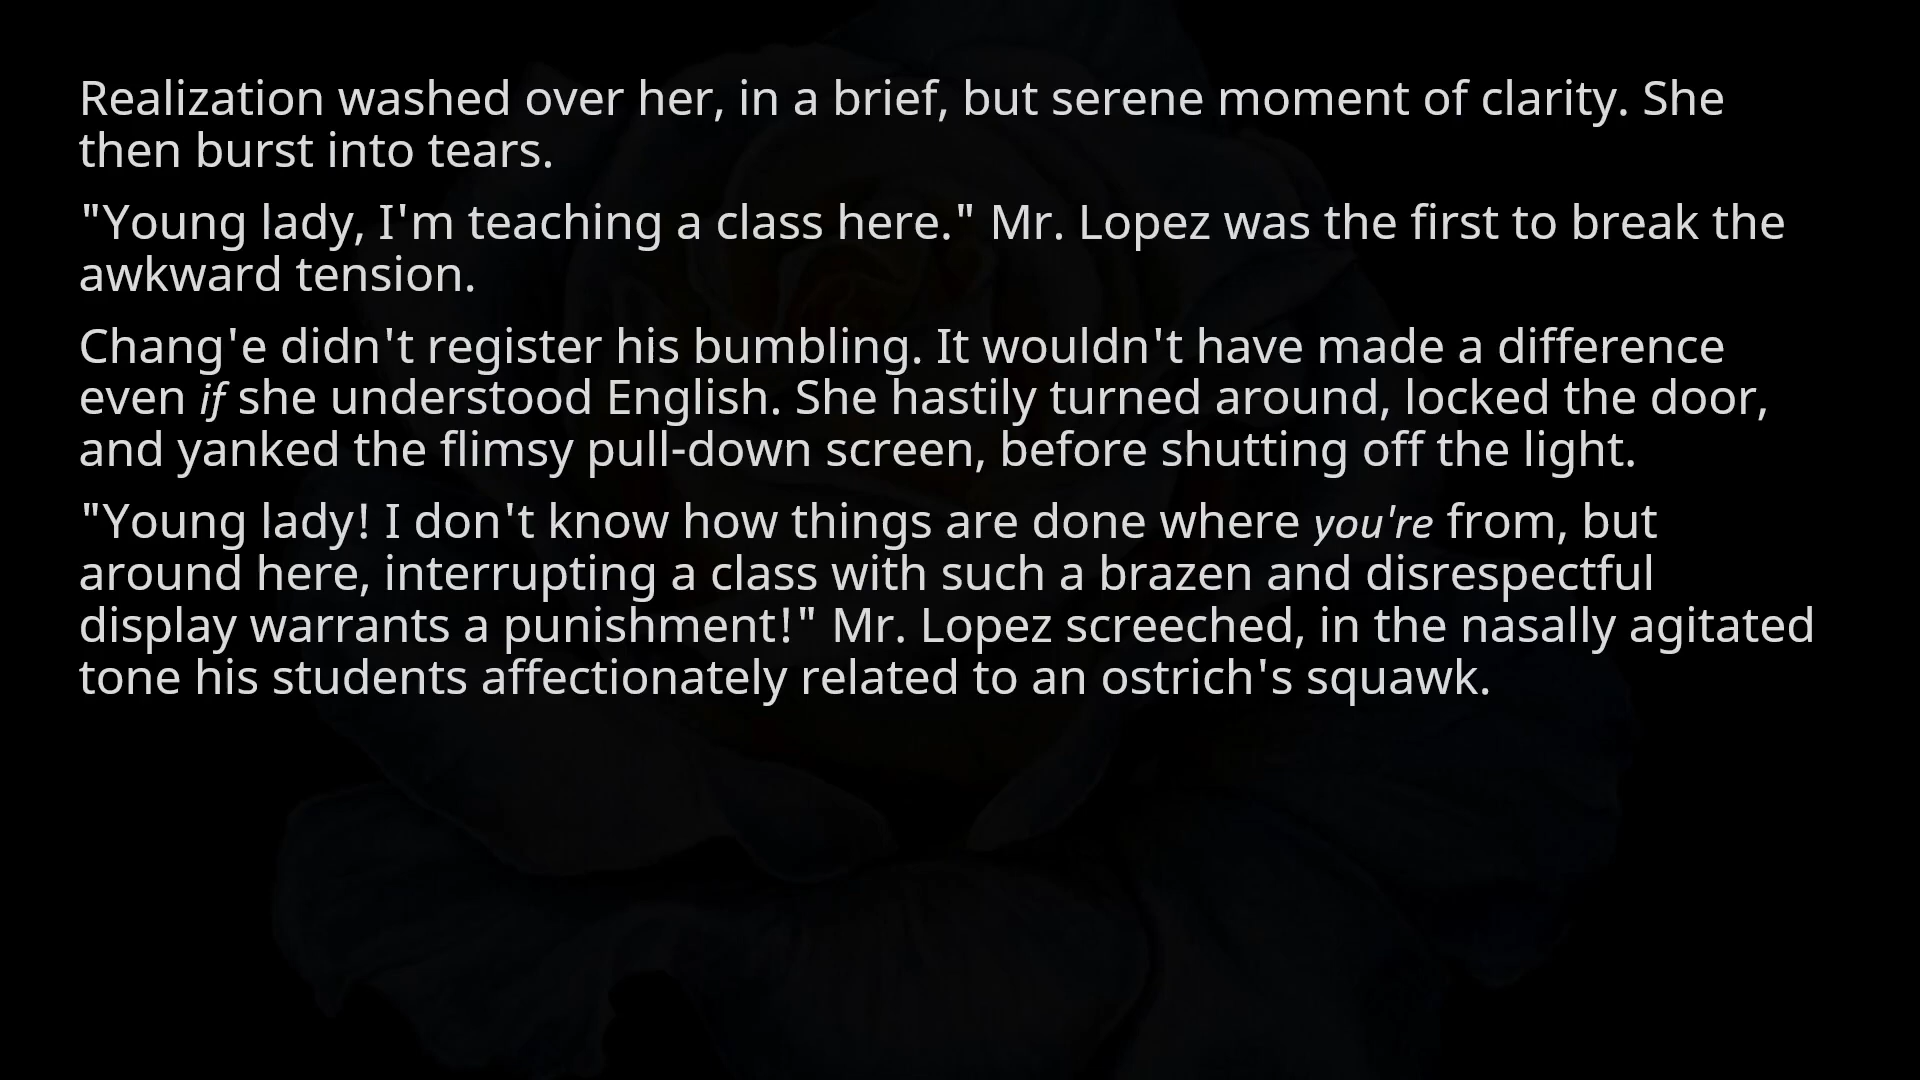 Realization washed over her, in a brief, but serene moment of clarity. She
then burst into tears.
"Young lady, I'm teaching a class here." Mr. Lopez was the first to break the
awkward tension.
Chang'e didn't register his bumbling. It wouldn't have made a difference
even if she understood English. She hastily turned around, locked the door,
and yanked the flimsy pull-down screen, before shutting off the light.
"Young lady! I don't know how things are done where you're from, but
around here, interrupting a class with such a brazen and disrespectful
display warrants a punishment!" Mr. Lopez screeched, in the nasally agitated
tone his students affectionately related to an ostrich's squawk.